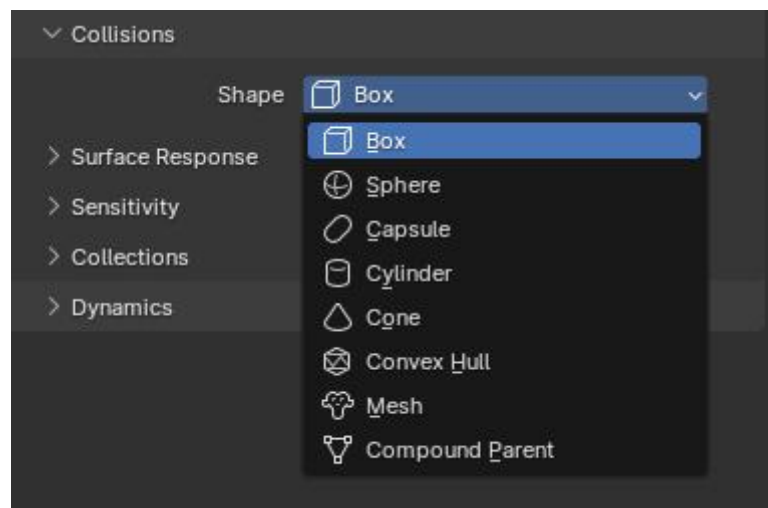 Collisions
Shape Box
Box
Surface Response
Sphere
Sensitivity
Capsule
Collections
Cylinder
Dynamics
Cone
Convex Hull
Mesh
Compound Parent